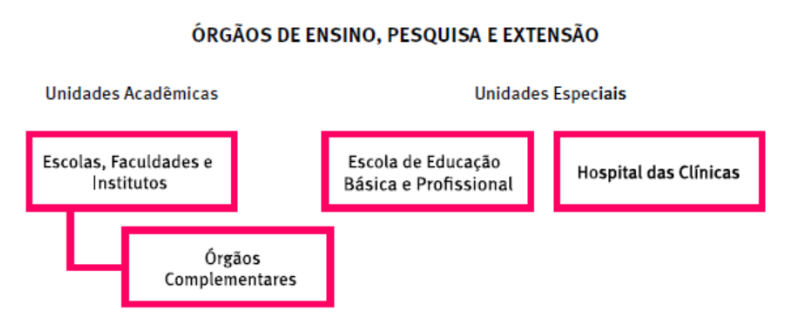 ÓRGÃOS DE ENSINO, PESQUISA E EXTENSÃO
Unidades Acadêmicas
Unidades Especiais
Escolas, Faculdades e
Institutos
Escola de Educação
Básica e Profissional
Hospital das Clínicas
Órgãos
Complementares